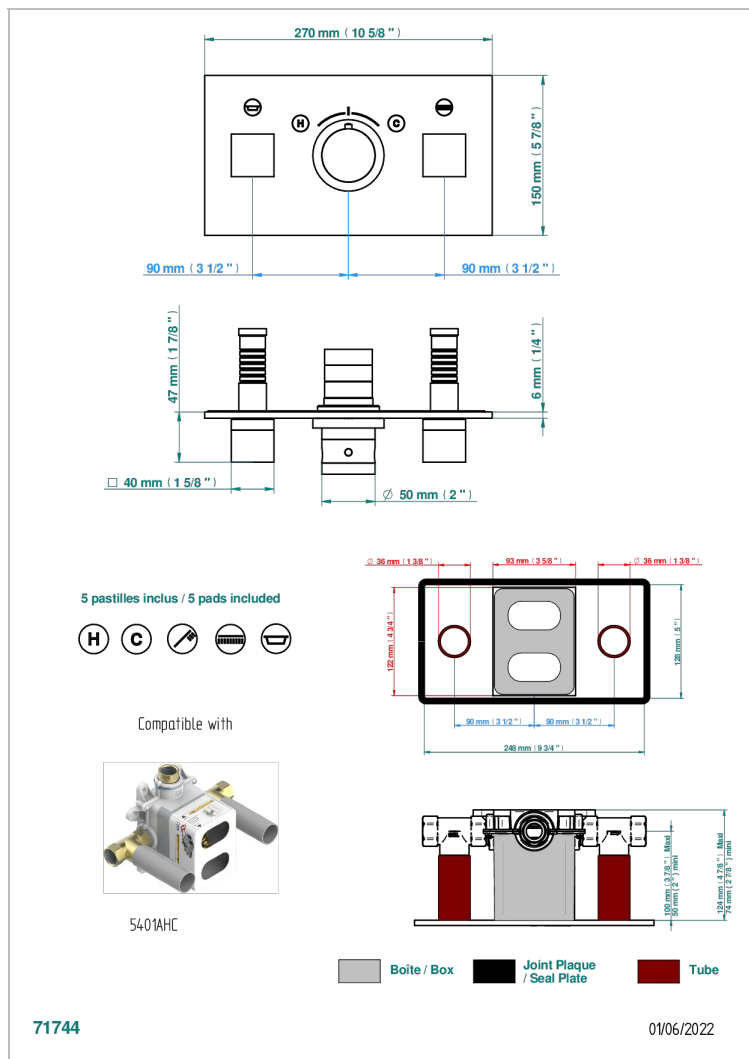 270 mm ( 10 5/8 " )
H
C
150 mm ( 5 7/8 " )
90 mm ( 3 1/2 " )
90 mm ( 3 1/2 " )
47 mm ( 1 7/8 " )
6 mm ( 1/4 " )
□ 40 mm ( 1 5/8 " )
∅ 50 mm ( 2 " )
∅ 36 mm ( 1 3/8 " )
93 mm ( 3 5/8 " )
∅ 36 mm ( 1 3/8 " )
122 mm ( 4 3/4 " )
128 mm ( 5 " )
90 mm ( 3 1/2 " )
90 mm ( 3 1/2 " )
248 mm ( 9 3/4 " )
5 pastilles inclus / 5 pads included
H
C
Compatible with
5401AHC
100 mm ( 3 7/8 " ) Maxi
50 mm ( 2 " ) mini
124 mm ( 4 7/8 " ) Maxi
74 mm ( 2 7/8 " ) mini
Boîte / Box
Joint Plaque
/ Seal Plate
Tube
71744
01/06/2022